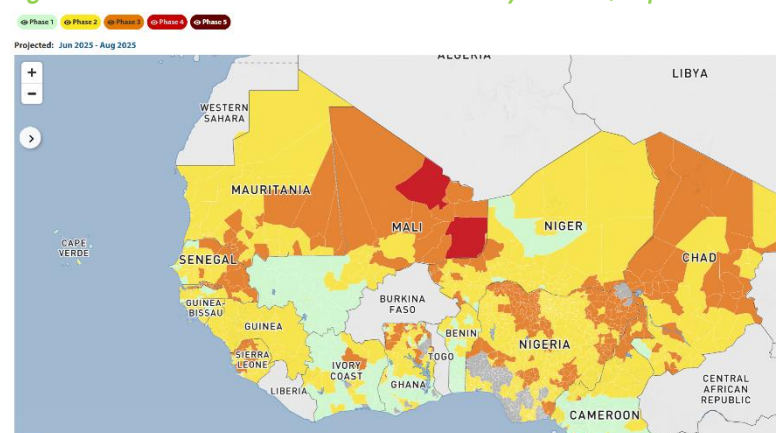 Phase 1 Phase 2 Phase 3 Phase 4 Phase 5
Projected: Jun 2025 - Aug 2025
+
−
ALGERIA
LIBYA
WESTERN
SAHARA
MAURITANIA
MALI
NIGER
CAPE
VERDE
SENEGAL
CHAD
GUINEA-
BISSAU
BURKINA
FASO
GUINEA
BENIN
NIGERIA
SIERRA
LEONE
IVORY
COAST
TOGO
GHANA
LIBERIA
CENTRAL
AFRICAN
REPUBLIC
CAMEROON